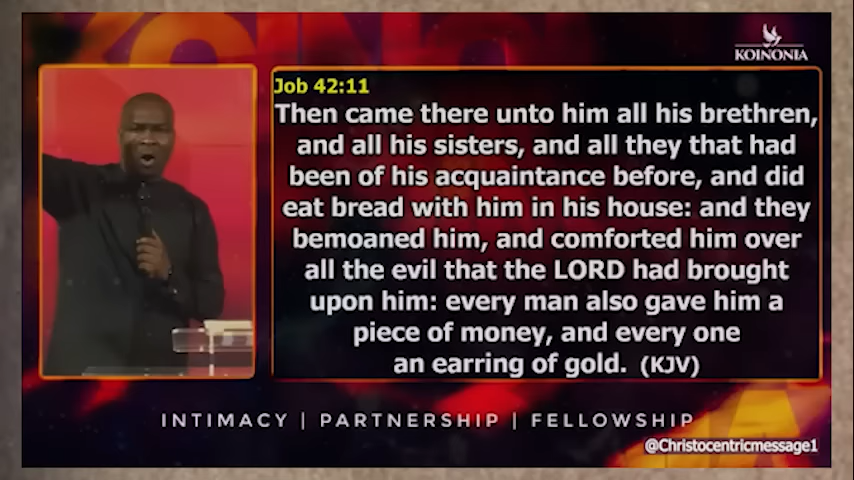 KOINONIA
Job 42:11
Then came there unto him all his brethren,
and all his sisters, and all they that had
been of his acquaintance before, and did
eat bread with him in his house: and they
bemoaned him, and comforted him over
all the evil that the LORD had brought
upon him: every man also gave him a
piece of money, and every one
an earring of gold. (KJV)
INTIMACY | PARTNERSHIP | FELLOWSHIP
@Christocentricmessage1